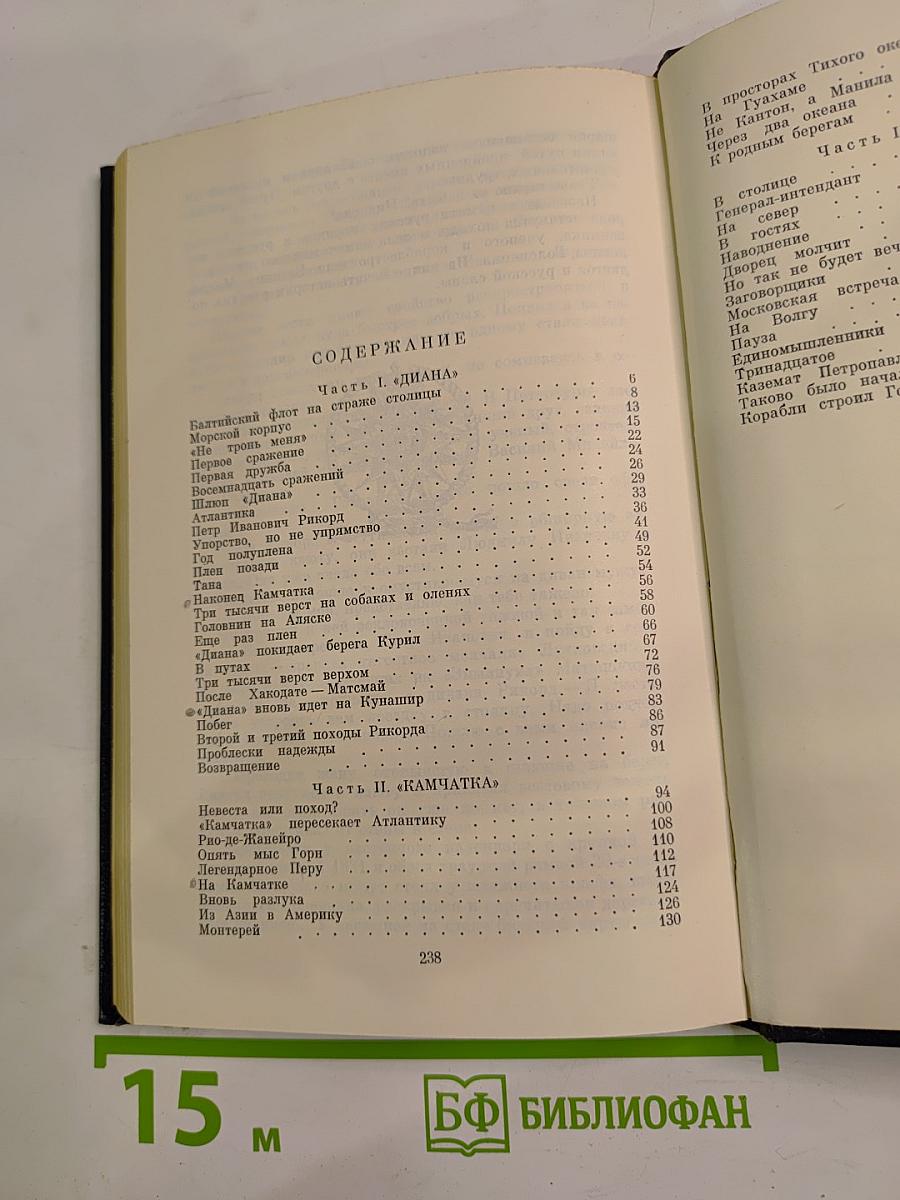 СОДЕРЖАНИЕ
Часть I. «ДИАНА»
Балтийский флот на страже столицы . . . . . . . 6
Морской корпус . . . . . . . 8
«Не тронь меня» . . . . . . . 13
Первое сражение . . . . . . . 15
Первая дружба . . . . . . . 22
Восемнадцать сражений . . . . . . . 24
Шлюп «Диана» . . . . . . . 26
Атлантика . . . . . . . 29
Петр Иванович Рикорд . . . . . . . 33
Упорство, но не упрямство . . . . . . . 36
Год полуплена . . . . . . . 41
Плен позади . . . . . . . 49
Тана . . . . . . . 52
Наконец Камчатка . . . . . . . 54
Три тысячи верст на собаках и оленях . . . . . . . 56
Головнин на Аляске . . . . . . . 58
Еще раз плен . . . . . . . 60
«Диана» покидает берега Курил . . . . . . . 66
В путах . . . . . . . 67
Три тысячи верст верхом . . . . . . . 72
После Хакодате — Матсмай . . . . . . . 76
«Диана» вновь идет на Кунашир . . . . . . . 79
Побег . . . . . . . 83
Второй и третий походы Рикорда . . . . . . . 86
Проблески надежды . . . . . . . 87
Возвращение . . . . . . . 91
Часть II. «КАМЧАТКА»
Невеста или поход? . . . . . . . 94
«Камчатка» пересекает Атлантику . . . . . . . 100
Рио-де-Жанейро . . . . . . . 108
Опять мыс Горн . . . . . . . 110
Легендарное Перу . . . . . . . 112
На Камчатке . . . . . . . 117
Вновь разлука . . . . . . . 124
Из Азии в Америку . . . . . . . 126
Монтерей . . . . . . . 130
238
В просторах Тихого оке
На Гуахаме . . .
Не Кантон, а Манила
Через два океана .
К родным берегам .
Часть I
В столице . . .
Генерал-интендант .
На север . . .
В гостях . . .
Наводнение . .
Дворец молчит .
Но так не будет веч
Заговорщики .
Московская встреча
На Волгу . . .
Пауза . . .
Единомышленники
Тринадцатое . .
Каземат Петропавл
Таково было начал
Корабли строил Го
15 м
БФ БИБЛИОФАН